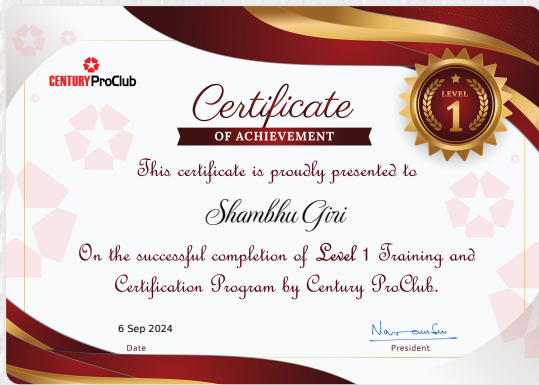 CENTURY ProClub
Certificate
OF ACHIEVEMENT
LEVEL
1
This certificate is proudly presented to
Shambhu Giri
On the successful completion of Level 1 Training and
Certification Program by Century ProClub.
6 Sep 2024
Date
President